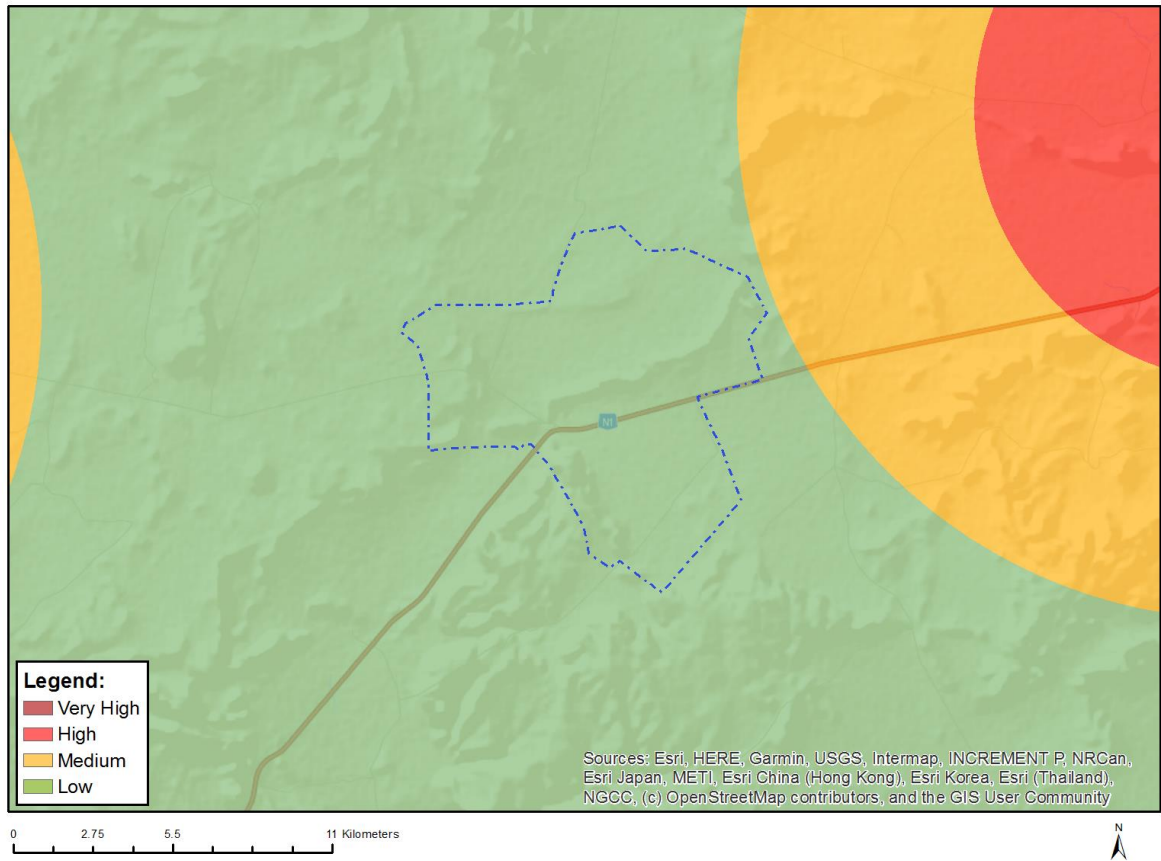 N1
Legend:
Very High
High
Medium
Low
Sources: Esri, HERE, Garmin, USGS, Intermap, INCREMENT P, NRCan,
Esri Japan, METI, Esri China (Hong Kong), Esri Korea, Esri (Thailand),
NGCC, (c) OpenStreetMap contributors, and the GIS User Community
0 2.75 5.5 11 Kilometers
N